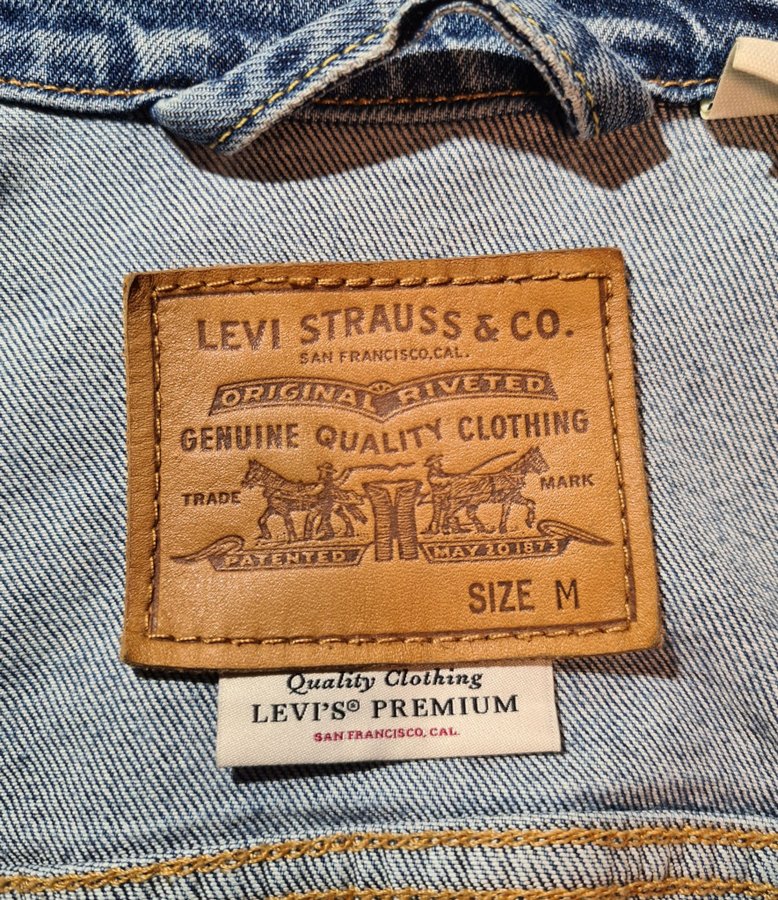 LEVI STRAUSS & CO.
SAN FRANCISCO, CAL.
ORIGINAL RIVETED
GENUINE QUALITY CLOTHING
TRADE MARK
PATENTED MAY 20 1873
SIZE M
Quality Clothing
LEVI'S® PREMIUM
SAN FRANCISCO, CAL.